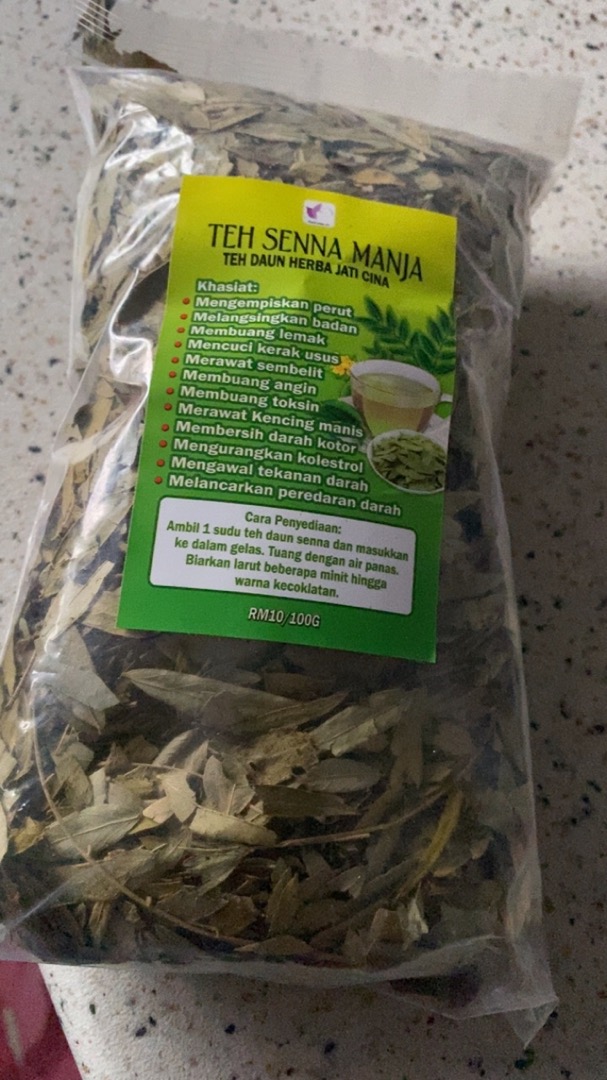 TEH SENNA MANJA
TEH DAUN HERBA JATI CINA
Khasiat:
• Mengempiskan perut
• Melangsingkan badan
• Membuang lemak
• Mencuci kerak usus
• Merawat sembelit
• Membuang angin
• Membuang toksin
• Merawat Kencing manis
• Membersih darah kotor
• Mengurangkan kolestrol
• Mengawal tekanan darah
• Melancarkan peredaran darah
Cara Penyediaan:
Ambil 1 sudu teh daun senna dan masukkan
ke dalam gelas. Tuang dengan air panas.
Biarkan larut beberapa minit hingga
warna kecoklatan.
RM10/100G